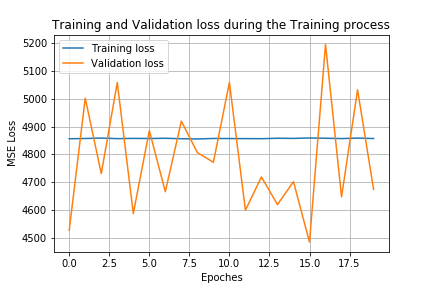 Training and Validation loss during the Training process
Training loss
Validation loss
5200
5100
5000
4900
4800
4700
4600
4500
MSE Loss
0.0 2.5 5.0 7.5 10.0 12.5 15.0 17.5
Epoches